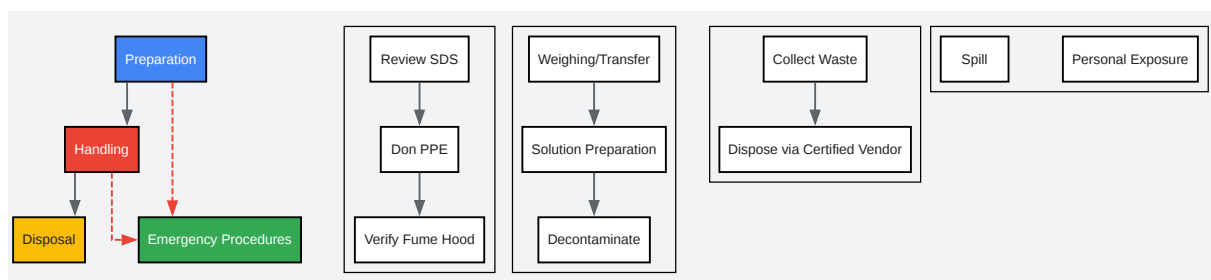 Preparation
Handling
Disposal
Emergency Procedures
Review SDS
Don PPE
Verify Fume Hood
Weighing/Transfer
Solution Preparation
Decontaminate
Collect Waste
Dispose via Certified Vendor
Spill
Personal Exposure